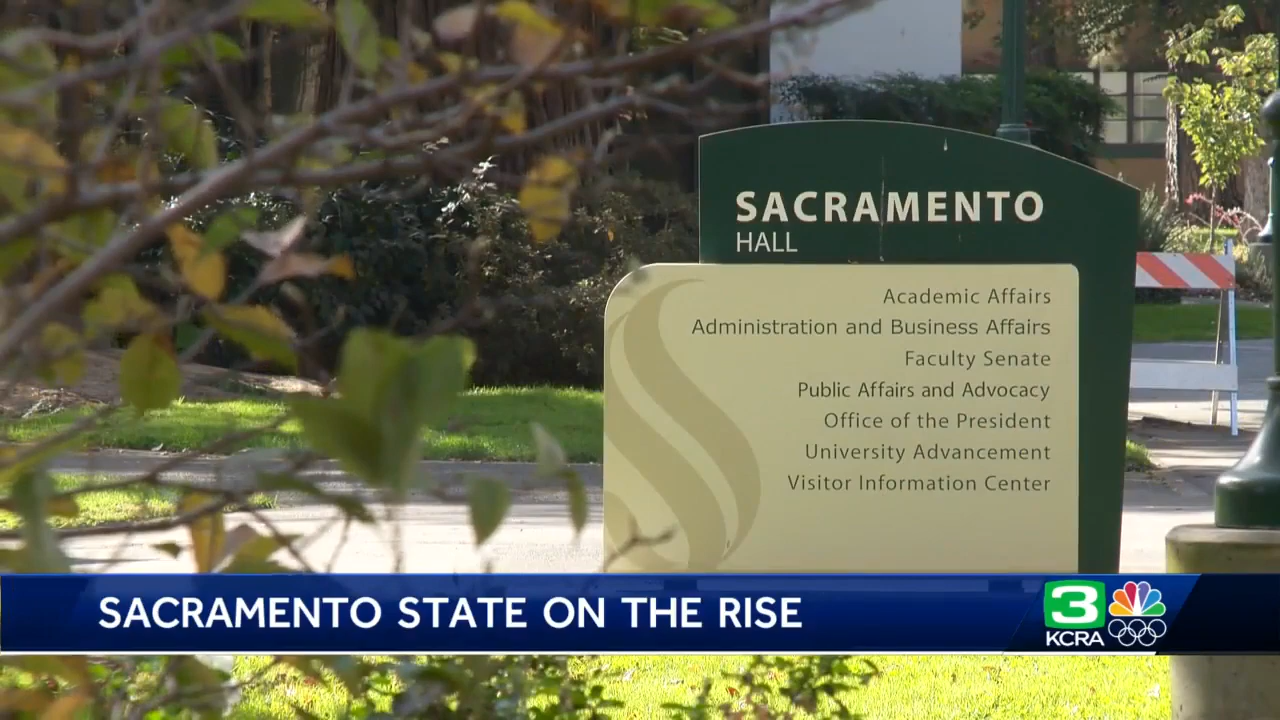 SACRAMENTO
HALL
Academic Affairs
Administration and Business Affairs
Faculty Senate
Public Affairs and Advocacy
Office of the President
University Advancement
Visitor Information Center
SACRAMENTO STATE ON THE RISE
3
KCRA